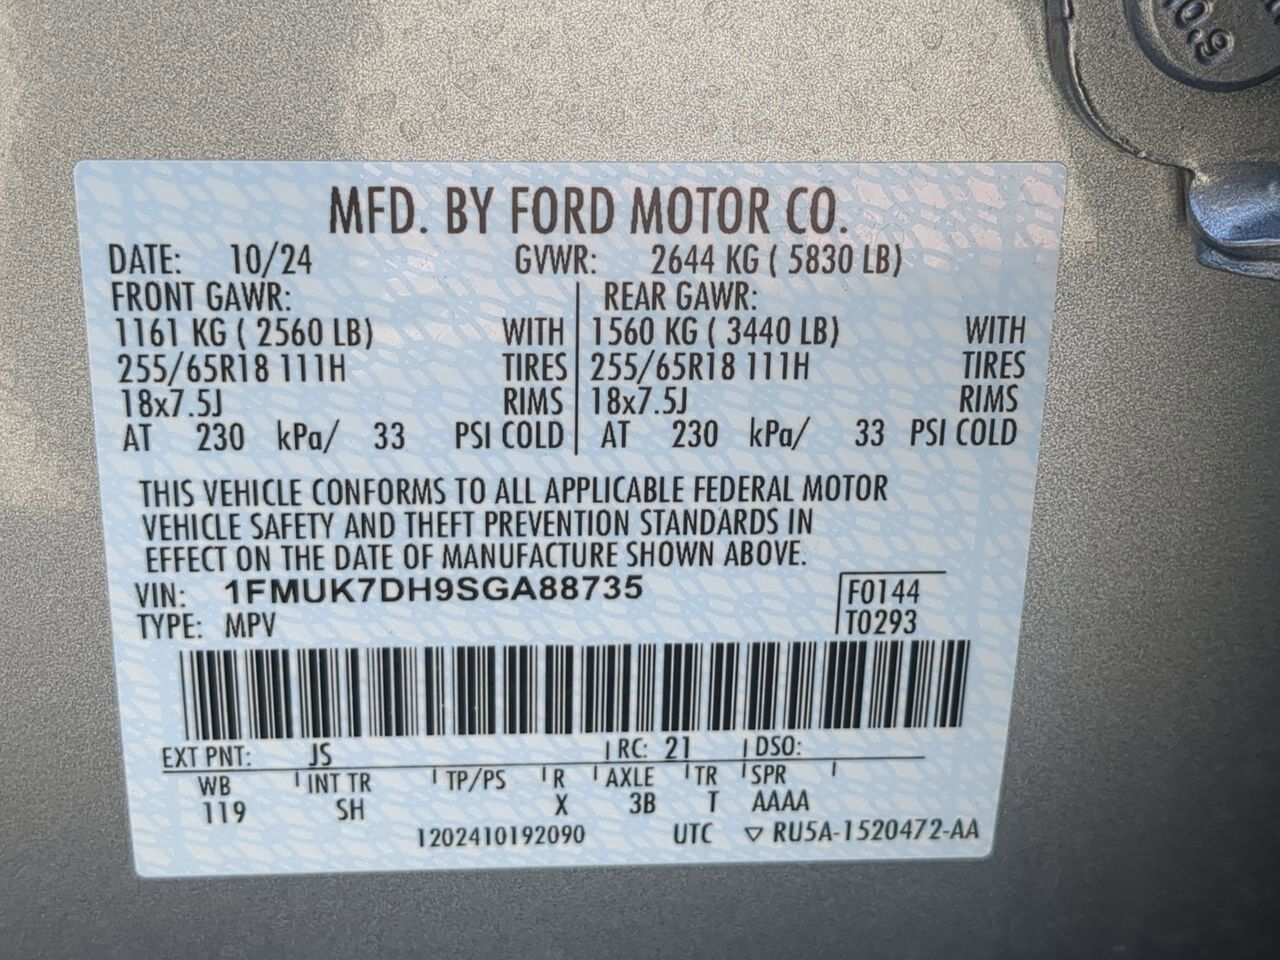 10.9
MFD. BY FORD MOTOR CO.
DATE: 10/24 GVWR: 2644 KG ( 5830 LB)
FRONT GAWR: REAR GAWR:
1161 KG ( 2560 LB) WITH 1560 KG ( 3440 LB) WITH
255/65R18 111H TIRES 255/65R18 111H TIRES
18x7.5J RIMS 18x7.5J RIMS
AT 230 kPa/ 33 PSI COLD AT 230 kPa/ 33 PSI COLD
THIS VEHICLE CONFORMS TO ALL APPLICABLE FEDERAL MOTOR
VEHICLE SAFETY AND THEFT PREVENTION STANDARDS IN
EFFECT ON THE DATE OF MANUFACTURE SHOWN ABOVE.
VIN: 1FMUK7DH9SGA88735 F0144
TYPE: MPV T0293
EXT PNT: JS RC: 21 DSO:
WB INT TR TP/PS R AXLE TR SPR
119 SH X 3B T AAAA
1202410192090 UTC ▽ RU5A-1520472-AA